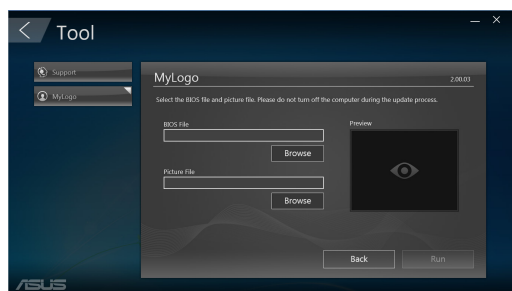 Tool
Support
MyLogo
MyLogo
2.00.03
Select the BIOS file and picture file. Please do not turn off the computer during the update process.
BIOS File
Preview
Browse
Picture File
Browse
Back
Run
ASUS